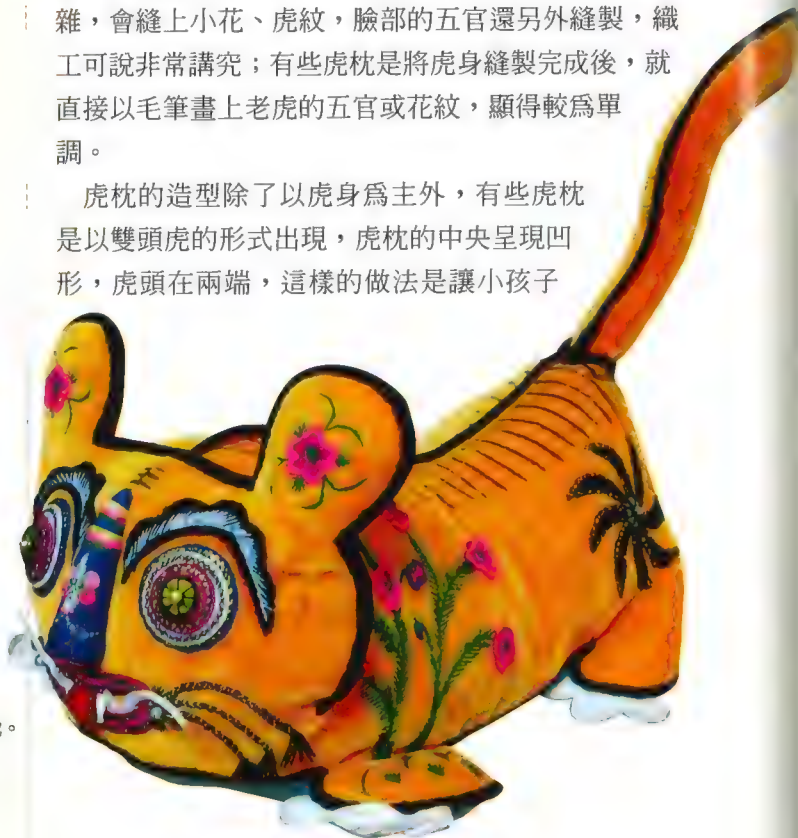 雜，會縫上小花、虎紋，臉部的五官還另外縫製，織
工可說非常講究；有些虎枕是將虎身縫製完成後，就
直接以毛筆畫上老虎的五官或花紋，顯得較爲單
調。
虎枕的造型除了以虎身爲主外，有些虎枕
是以雙頭虎的形式出現，虎枕的中央呈現凹
形，虎頭在兩端，這樣的做法是讓小孩子